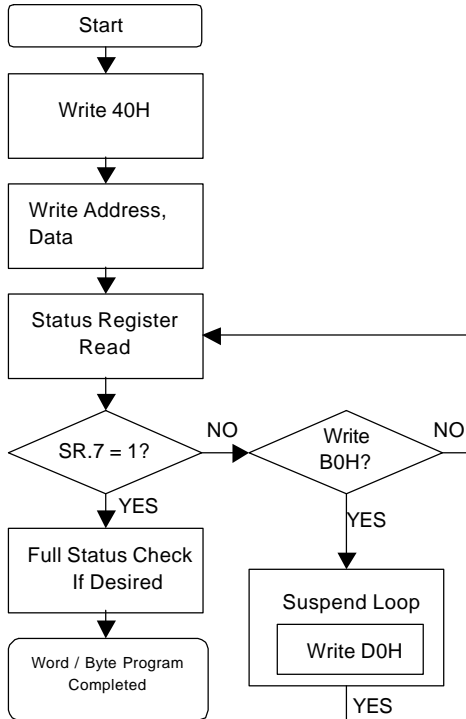 Start
Write 40H
Write Address,
Data
Status Register
Read
SR.7 = 1?
NO
Write
B0H?
NO
YES
YES
Full Status Check
If Desired
Suspend Loop
Write D0H
Word / Byte Program
Completed
YES